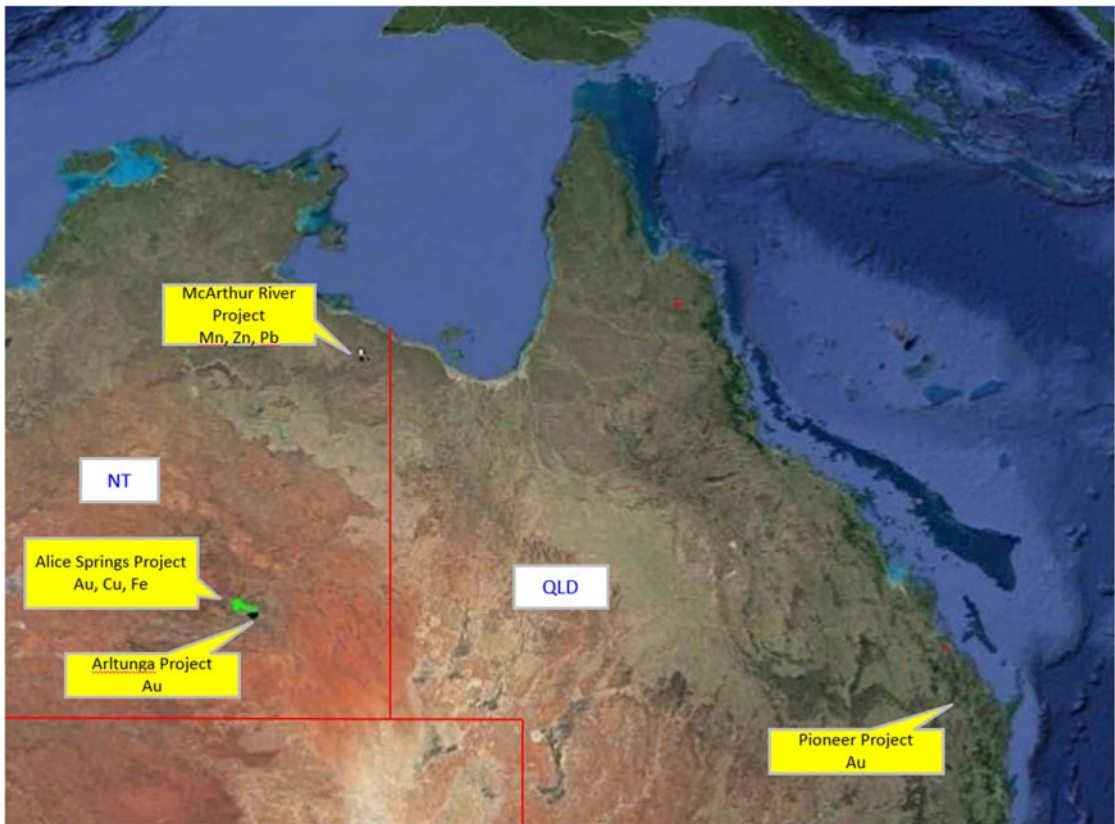 McArthur River
Project
Mn, Zn, Pb
NT
Alice Springs Project
Au, Cu, Fe
QLD
Arltunga Project
Au
Pioneer Project
Au